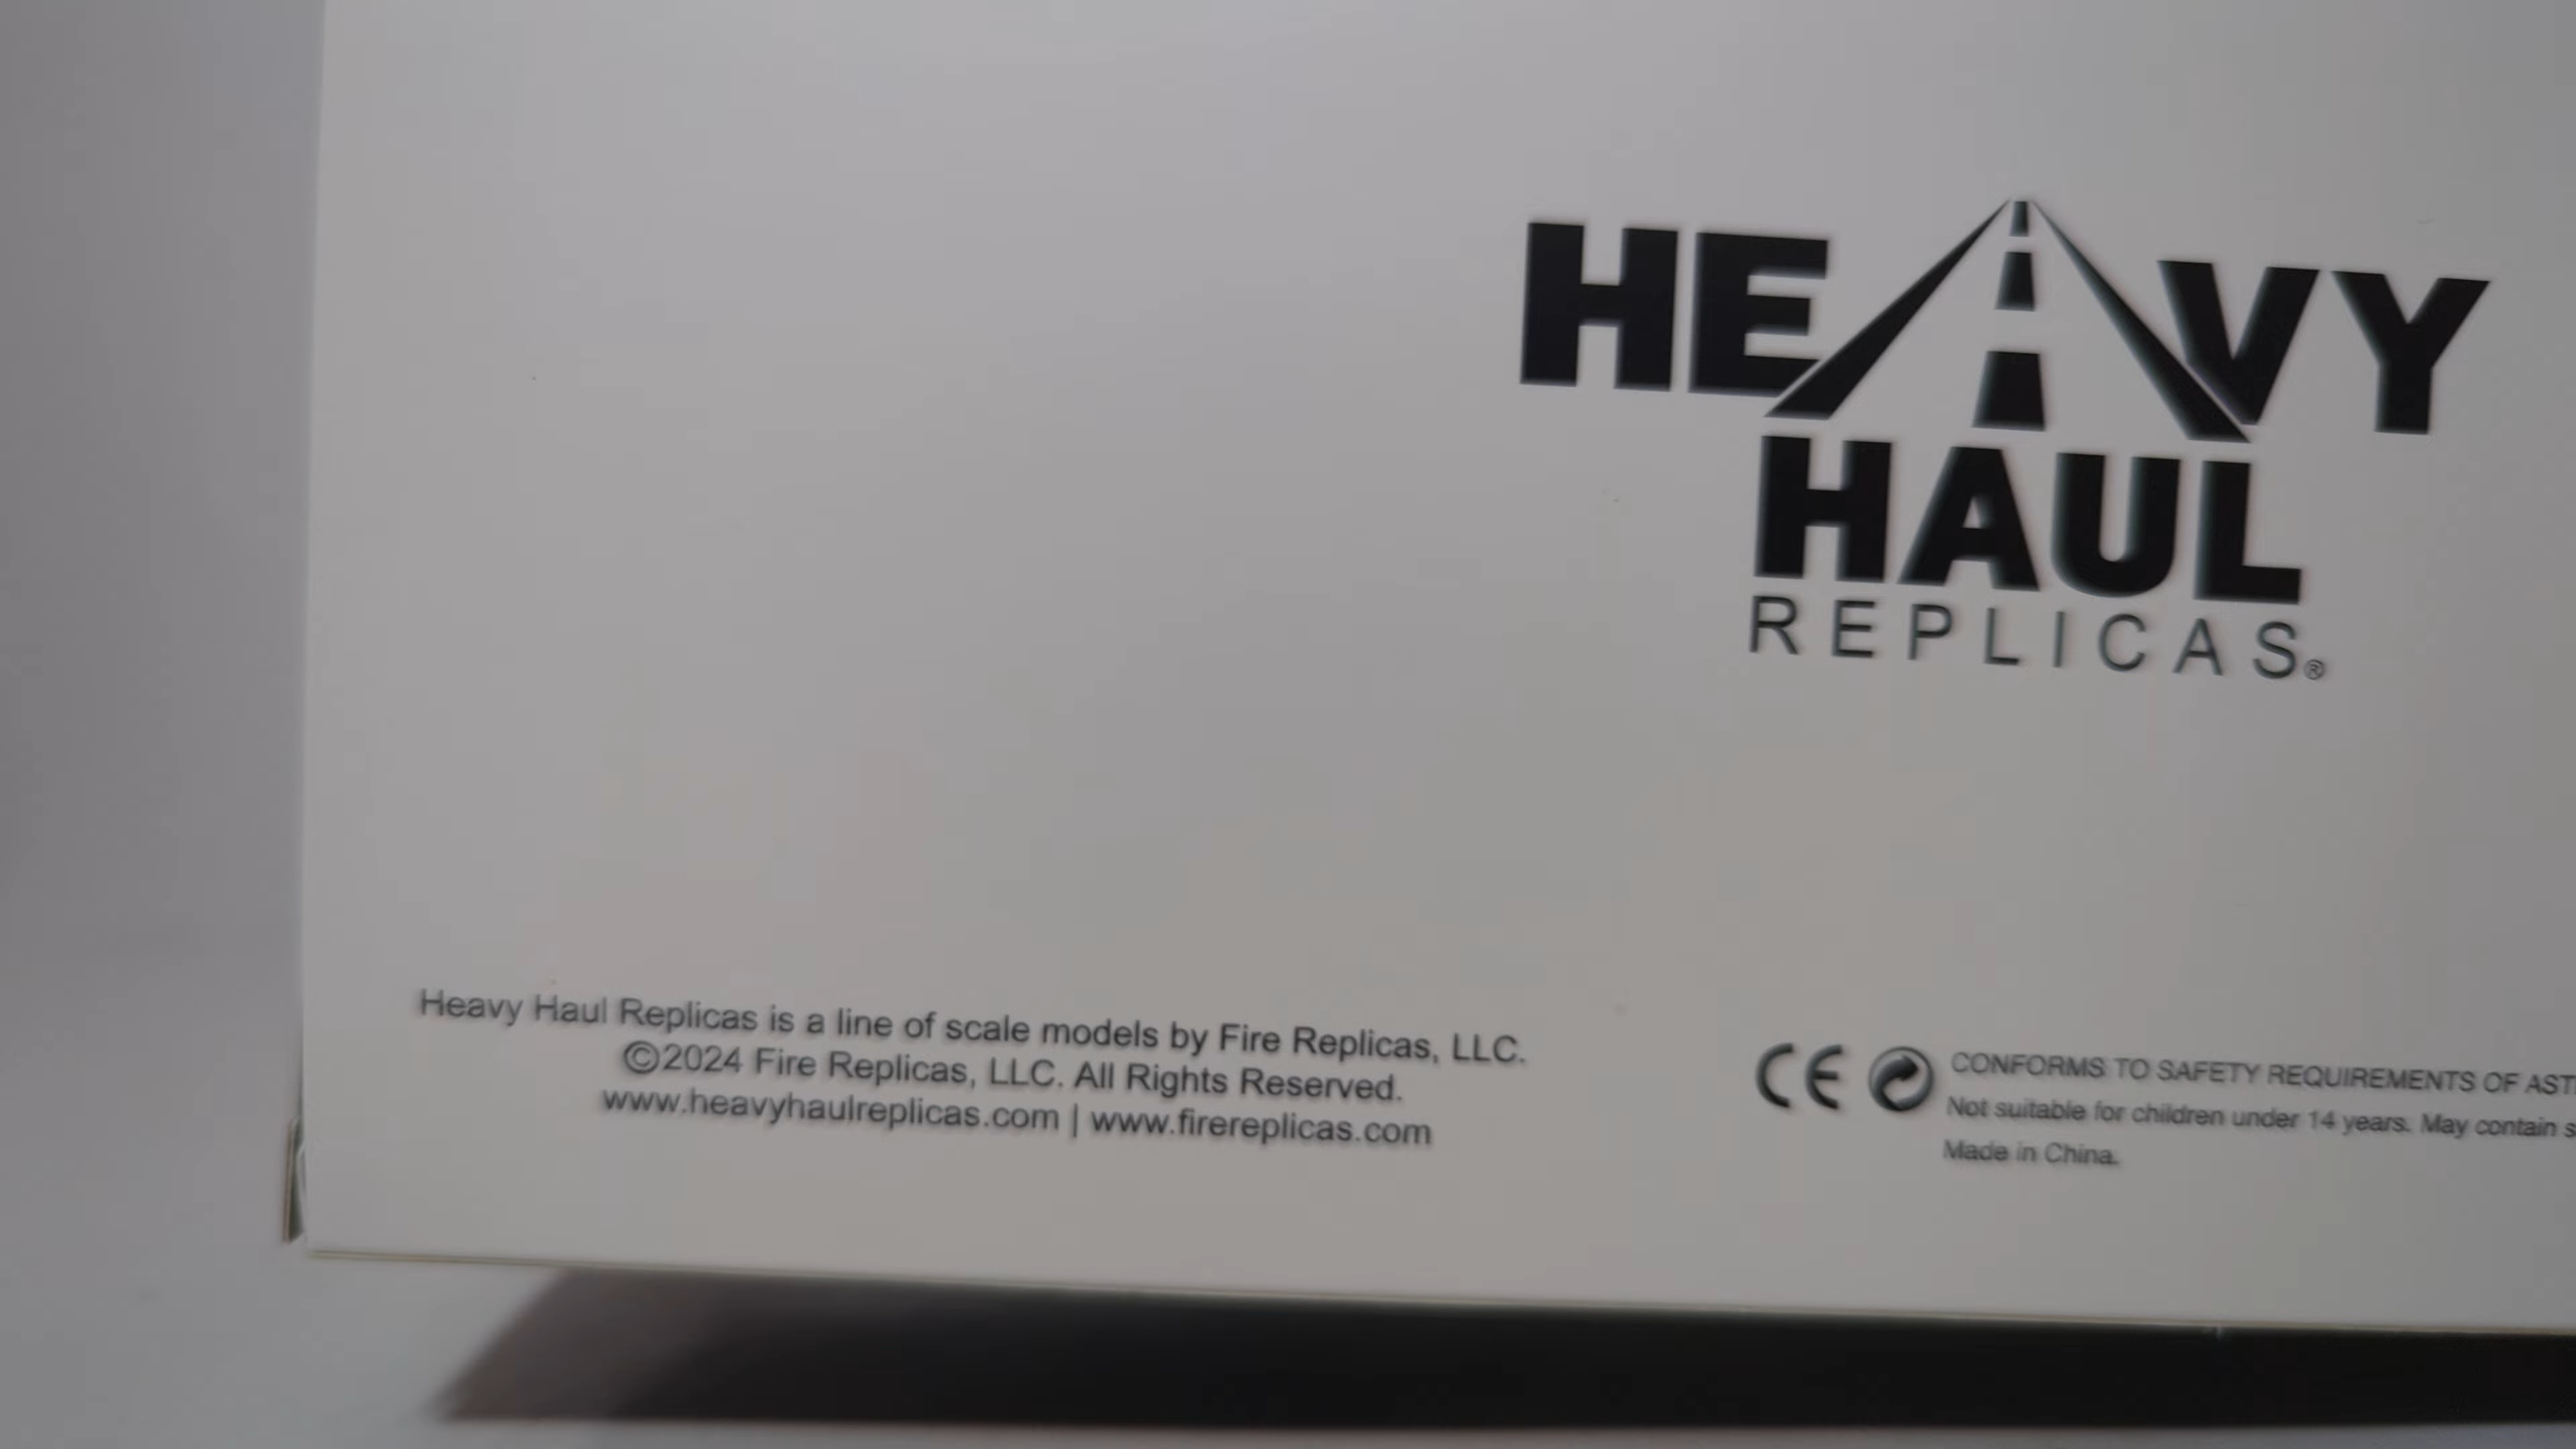 HEAVY
HAUL
REPLICAS®
Heavy Haul Replicas is a line of scale models by Fire Replicas, LLC.
©2024 Fire Replicas, LLC. All Rights Reserved.
www.heavyhaulreplicas.com | www.firereplicas.com
CE CONFORMS TO SAFETY REQUIREMENTS OF
Not suitable for children under 14 years. May contain
Made in China.